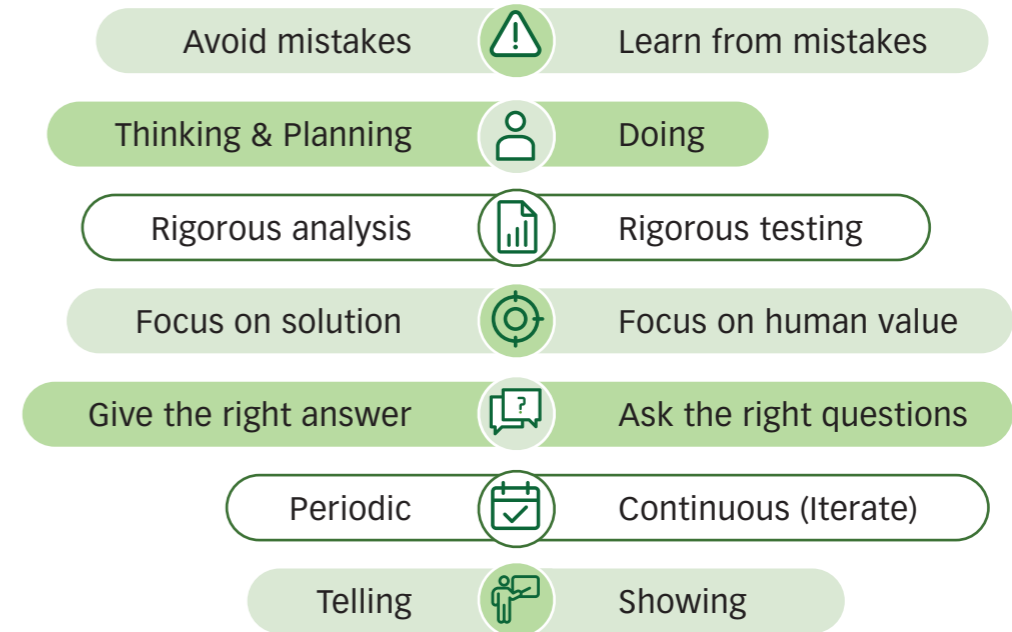 Avoid mistakes Learn from mistakes
Thinking & Planning Doing
Rigorous analysis Rigorous testing
Focus on solution Focus on human value
Give the right answer ? Ask the right questions
Periodic Continuous (Iterate)
Telling Showing